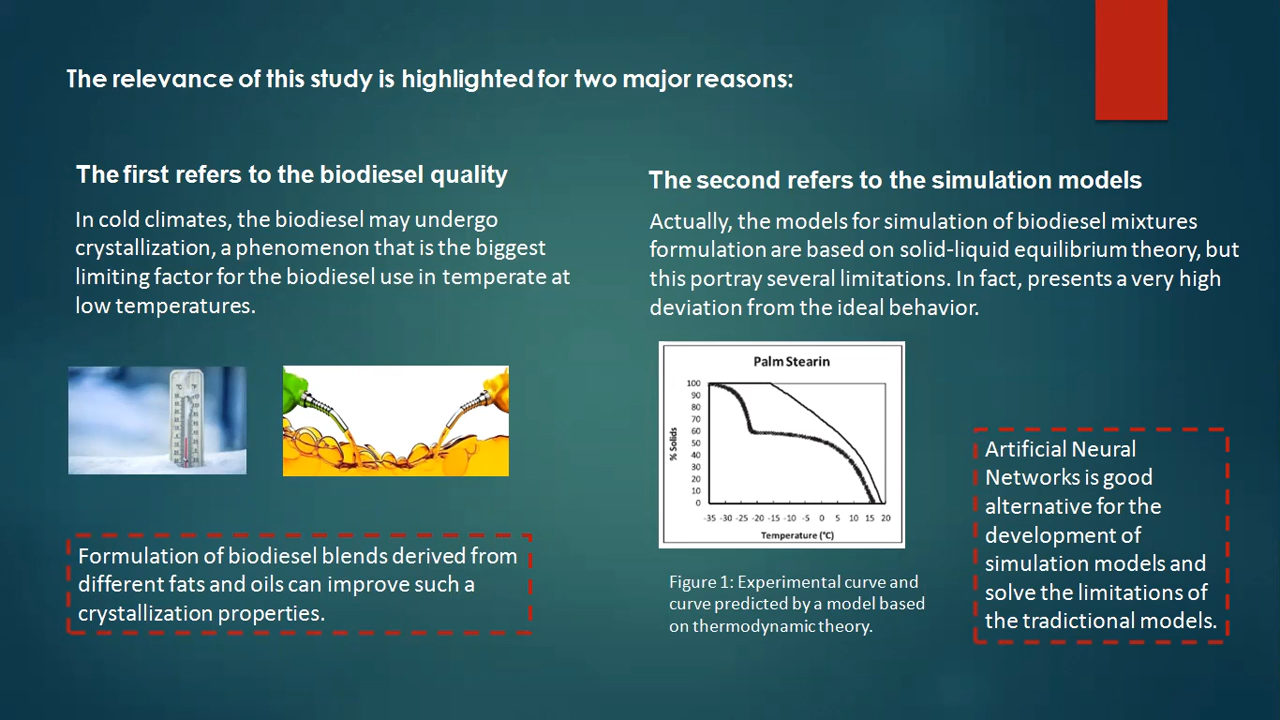 The relevance of this study is highlighted for two major reasons:
The first refers to the biodiesel quality
In cold climates, the biodiesel may undergo
crystallization, a phenomenon that is the biggest
limiting factor for the biodiesel use in temperate at
low temperatures.
Formulation of biodiesel blends derived from
different fats and oils can improve such a
crystallization properties.
The second refers to the simulation models
Actually, the models for simulation of biodiesel mixtures
formulation are based on solid-liquid equilibrium theory, but
this portray several limitations. In fact, presents a very high
deviation from the ideal behavior.
Palm Stearin
% Solids
100
90
80
70
60
50
40
30
20
10
0
-35 -30 -25 -20 -15 -10 -5 0 5 10 15 20
Temperature (°C)
Figure 1: Experimental curve and
curve predicted by a model based
on thermodynamic theory.
Artificial Neural
Networks is good
alternative for the
development of
simulation models and
solve the limitations of
the tradictional models.